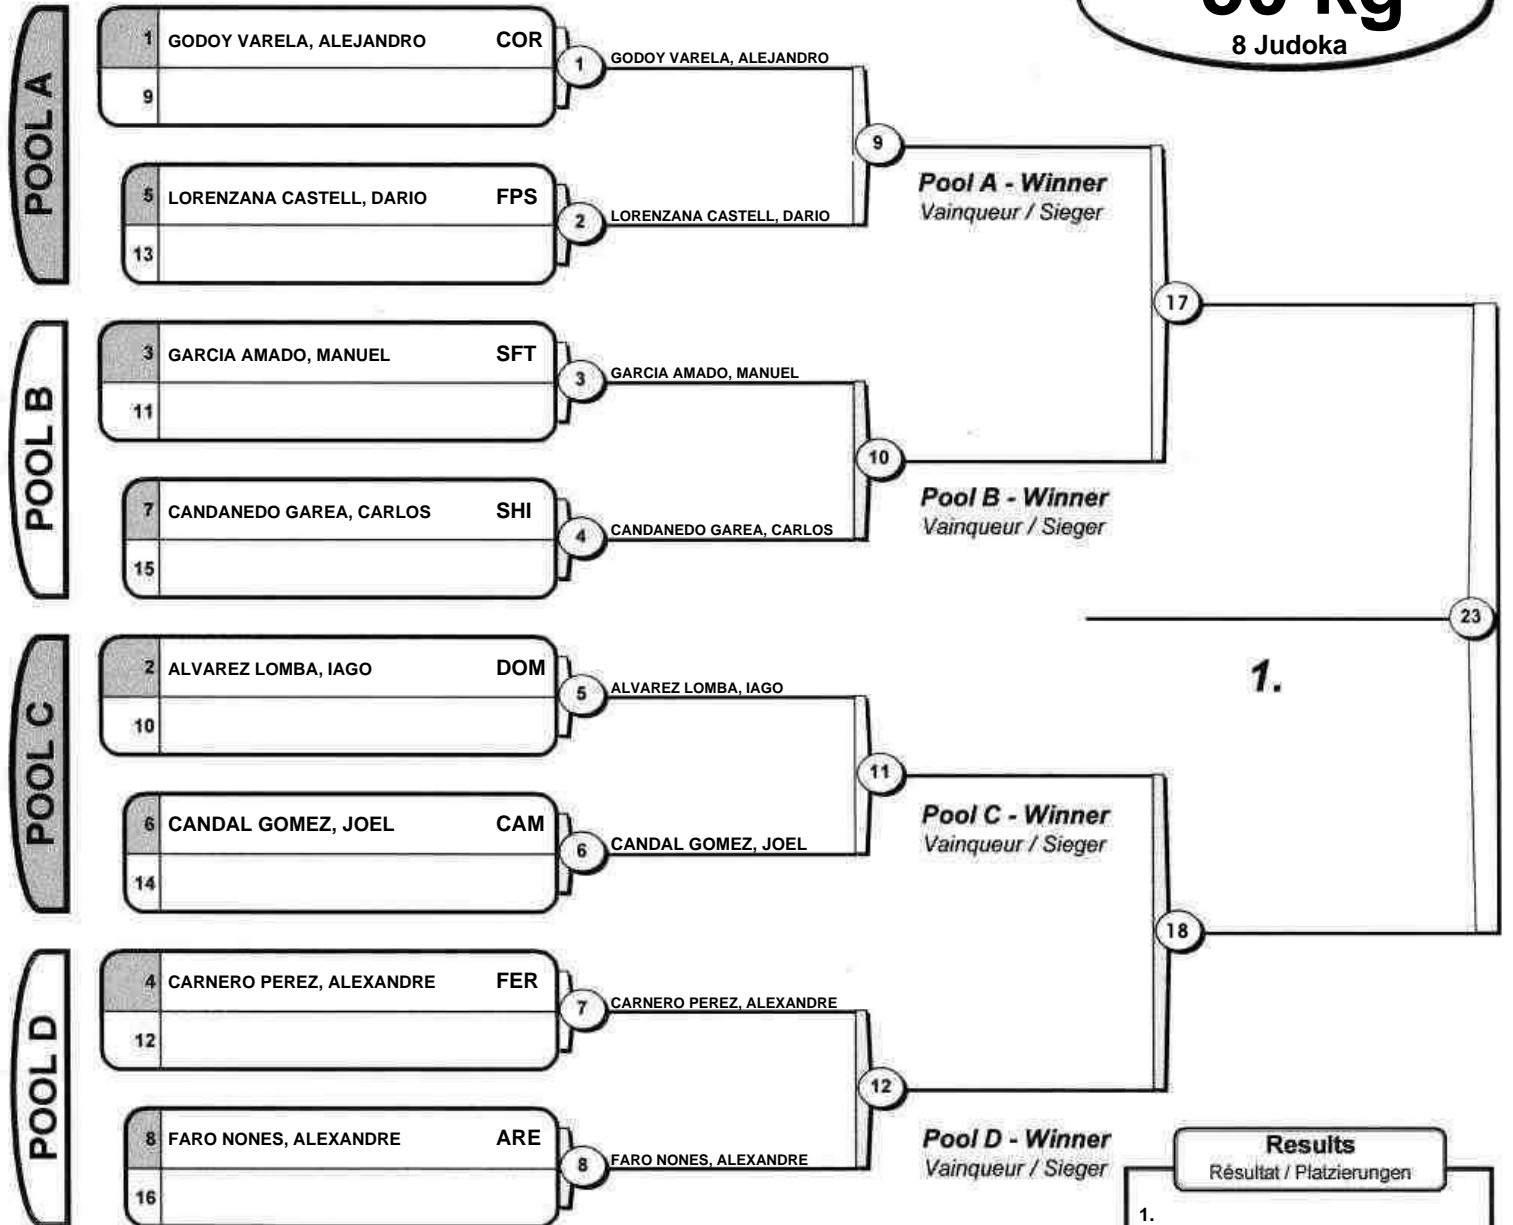 8 Judoka
POOL A
1 GODOY VARELA, ALEJANDRO COR
9
1 GODOY VARELA, ALEJANDRO
5 LORENZANA CASTELL, DARIO FPS
13
2 LORENZANA CASTELL, DARIO
9
Pool A - Winner
Vainqueur / Sieger
POOL B
3 GARCIA AMADO, MANUEL SFT
11
3 GARCIA AMADO, MANUEL
7 CANDANEDO GAREA, CARLOS SHI
15
4 CANDANEDO GAREA, CARLOS
10
Pool B - Winner
Vainqueur / Sieger
17
POOL C
2 ALVAREZ LOMBA, IAGO DOM
10
5 ALVAREZ LOMBA, IAGO
6 CANDAL GOMEZ, JOEL CAM
14
6 CANDAL GOMEZ, JOEL
11
Pool C - Winner
Vainqueur / Sieger
POOL D
4 CARNERO PEREZ, ALEXANDRE FER
12
7 CARNERO PEREZ, ALEXANDRE
8 FARO NONES, ALEXANDRE ARE
16
8 FARO NONES, ALEXANDRE
12
Pool D - Winner
Vainqueur / Sieger
18
23
1.
Results
Résultat / Platzierungen
1.